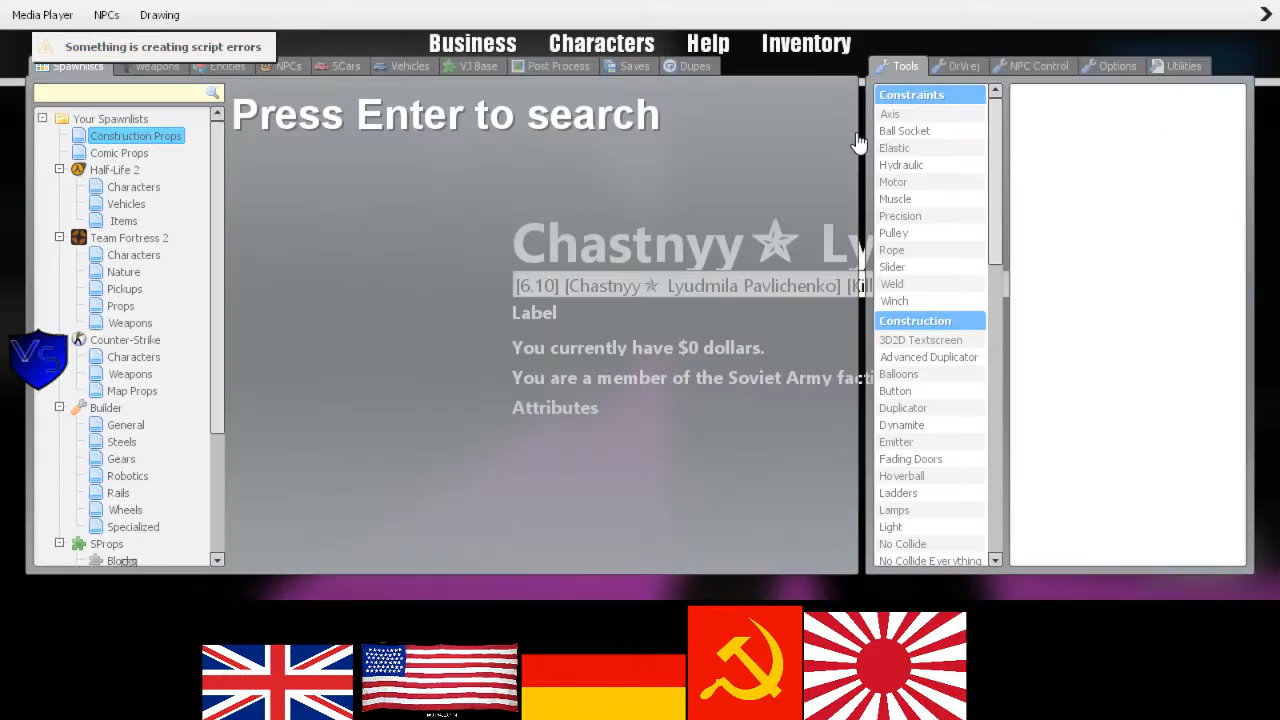 Media Player NPCs Drawing
Something is creating script errors
Business Characters Help Inventory
Spawnlists Weapons Entities NPCs SCars Vehicles VJ Base Post Process Saves Dupes
Tools DrVrej NPC Control Options Utilities
Press Enter to search
Your Spawnlists
Construction Props
Comic Props
Half-Life 2
Characters
Vehicles
Items
Team Fortress 2
Characters
Nature
Pickups
Props
Weapons
Counter-Strike
Characters
Weapons
Map Props
Builder
General
Steels
Gears
Robotics
Rails
Wheels
Specialized
SProps
Blocks
VS
Chastnyy✯ Ly
[6.10] [Chastnyy✯ Lyudmila Pavlichenko] [Kil
Label
You currently have $0 dollars.
You are a member of the Soviet Army facti
Attributes
Constraints
Axis
Ball Socket
Elastic
Hydraulic
Motor
Muscle
Precision
Pulley
Rope
Slider
Weld
Winch
Construction
3D2D Textscreen
Advanced Duplicator
Balloons
Button
Duplicator
Dynamite
Emitter
Fading Doors
Hoverball
Ladders
Lamps
Light
No Collide
No Collide Everything